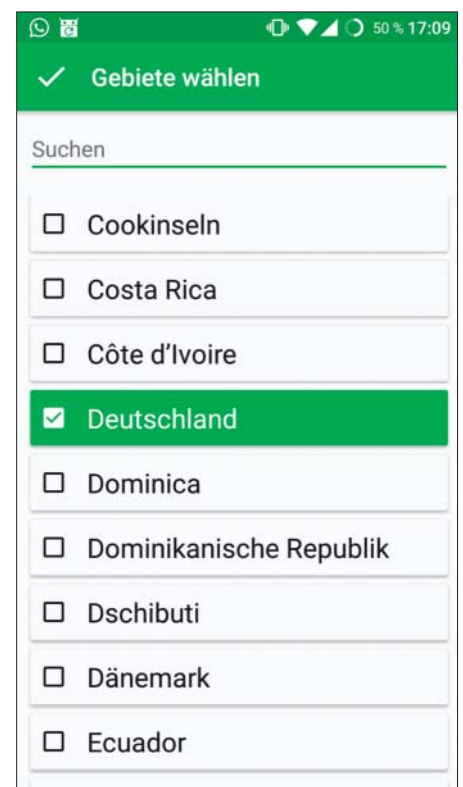 50 % 17:09
Gebiete wählen
Suchen
Cookinseln
Costa Rica
Côte d’Ivoire
Deutschland
Dominica
Dominikanische Republik
Dschibuti
Dänemark
Ecuador